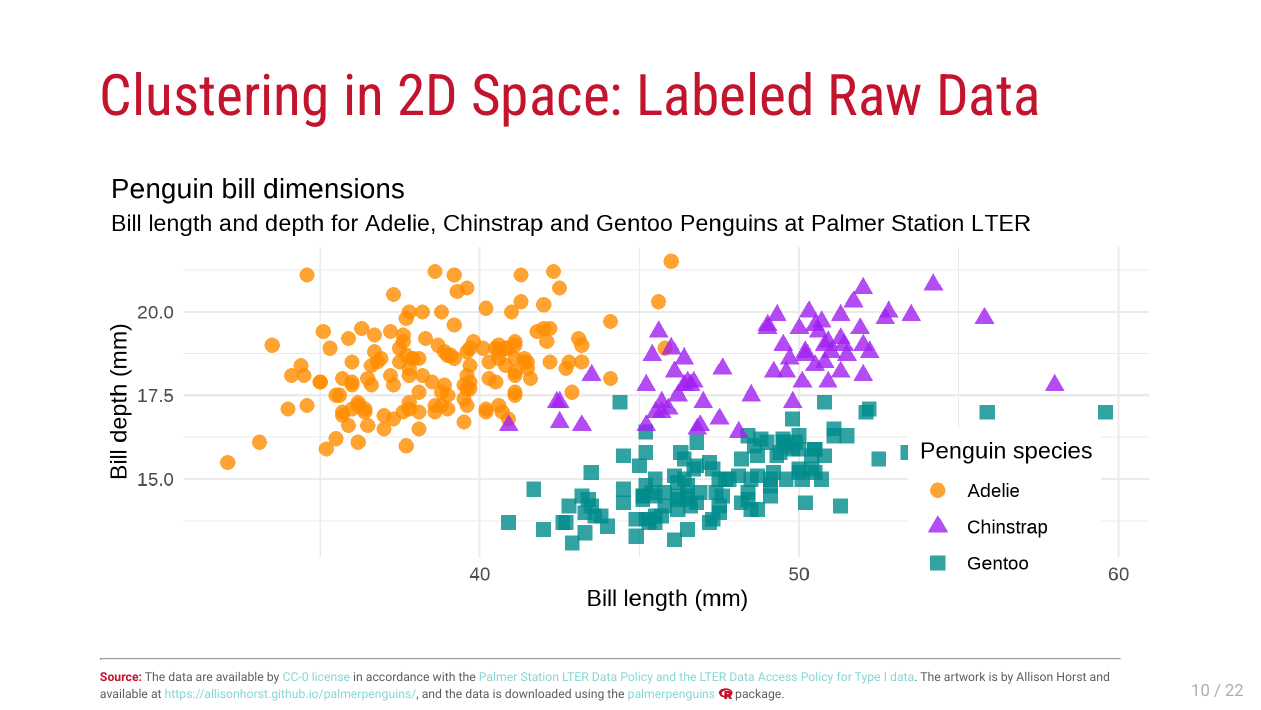 Clustering in 2D Space: Labeled Raw Data
Penguin bill dimensions
Bill length and depth for Adelie, Chinstrap and Gentoo Penguins at Palmer Station LTER
Bill depth (mm)
20.0
17.5
15.0
Penguin species
Adelie
Chinstrap
Gentoo
40 50 60
Bill length (mm)
Source: The data are available by CC-0 license in accordance with the Palmer Station LTER Data Policy and the LTER Data Access Policy for Type I data. The artwork is by Allison Horst and
available at https://allisonhorst.github.io/palmerpenguins/, and the data is downloaded using the palmerpenguins R package.
10 / 22